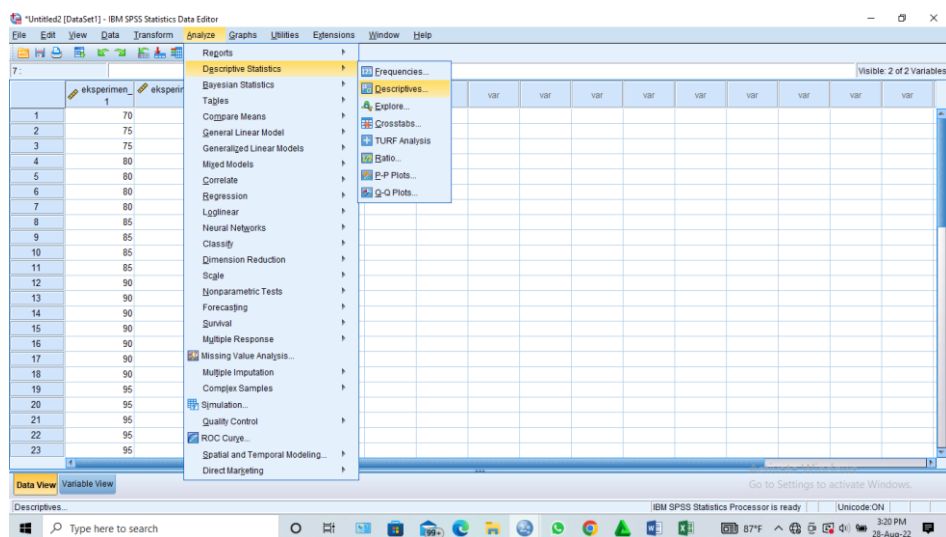 *Untitled2 [DataSet1] - IBM SPSS Statistics Data Editor
File Edit View Data Transform Analyze Graphs Utilities Extensions Window Help
7 :
Visible: 2 of 2 Variables
eksperimen_1 eksperin var var var var var var var var var
Reports
Descriptive Statistics
Bayesian Statistics
Tables
Compare Means
General Linear Model
Generalized Linear Models
Mixed Models
Correlate
Regression
Loglinear
Neural Networks
Classify
Dimension Reduction
Scale
Nonparametric Tests
Forecasting
Survival
Multiple Response
Missing Value Analysis...
Multiple Imputation
Complex Samples
Simulation...
Quality Control
ROC Curve...
Spatial and Temporal Modeling...
Direct Marketing
Frequencies...
Descriptives...
Explore...
Crosstabs...
TURF Analysis
Ratio...
P-P Plots...
Q-Q Plots...
1 70
2 75
3 75
4 80
5 80
6 80
7 80
8 85
9 85
10 85
11 85
12 90
13 90
14 90
15 90
16 90
17 90
18 90
19 95
20 95
21 95
22 95
23 95
Data View Variable View
Go to Settings to activate Windows.
Descriptives...
IBM SPSS Statistics Processor is ready Unicode:ON
Type here to search
99+
87°F
3:20 PM
28-Aug-22